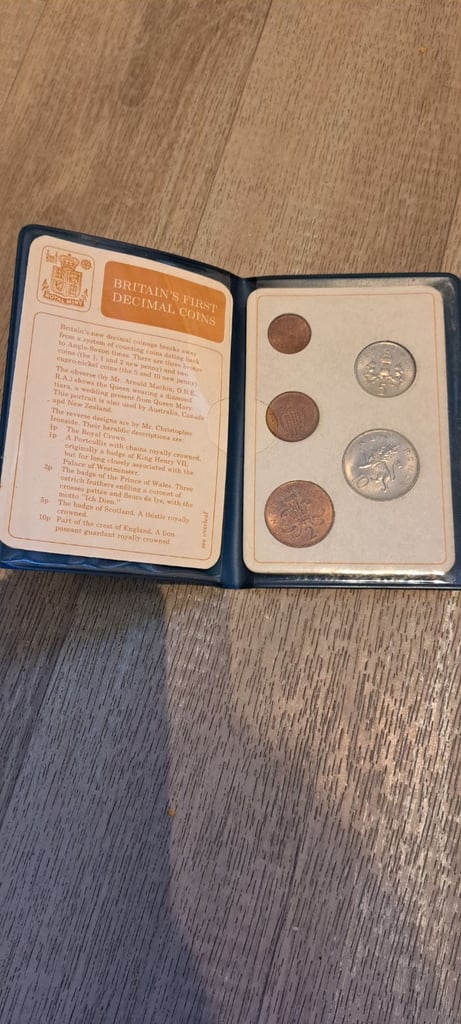 ROYAL MINT
BRITAIN'S FIRST
DECIMAL COINS
Britain's new decimal coinage breaks away
from a system of counting coins dating back
to Anglo-Saxon times. There are three bronze
coins (the ½, 1 and 2 new penny) and two
cupro-nickel coins (the 5 and 10 new penny).
The obverse (by Mr. Arnold Machin, O.B.E.,
R.A.) shows the Queen wearing a diamond
tiara, a wedding present from Queen Mary.
This portrait is also used by Australia, Canada
and New Zealand.
The reverse designs are by Mr. Christopher
Ironside. Their heraldic descriptions are:
½p The Royal Crown.
1p A Portcullis with chains royally crowned,
originally a badge of King Henry VII,
but for long closely associated with the
Palace of Westminster.
2p The badge of the Prince of Wales. Three
ostrich feathers enfiling a coronet of
crosses pattée and fleurs de lys, with the
motto "Ich Dien."
5p The badge of Scotland. A thistle royally
crowned.
10p Part of the crest of England. A lion
passant guardant royally crowned.
see overleaf
10